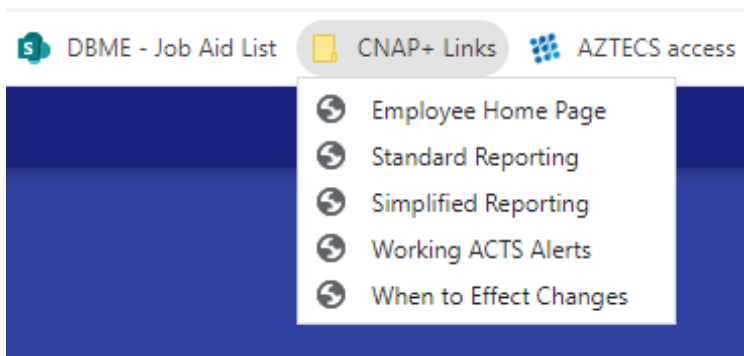 DBME - Job Aid List CNAP+ Links AZTECS access
Employee Home Page
Standard Reporting
Simplified Reporting
Working ACTS Alerts
When to Effect Changes